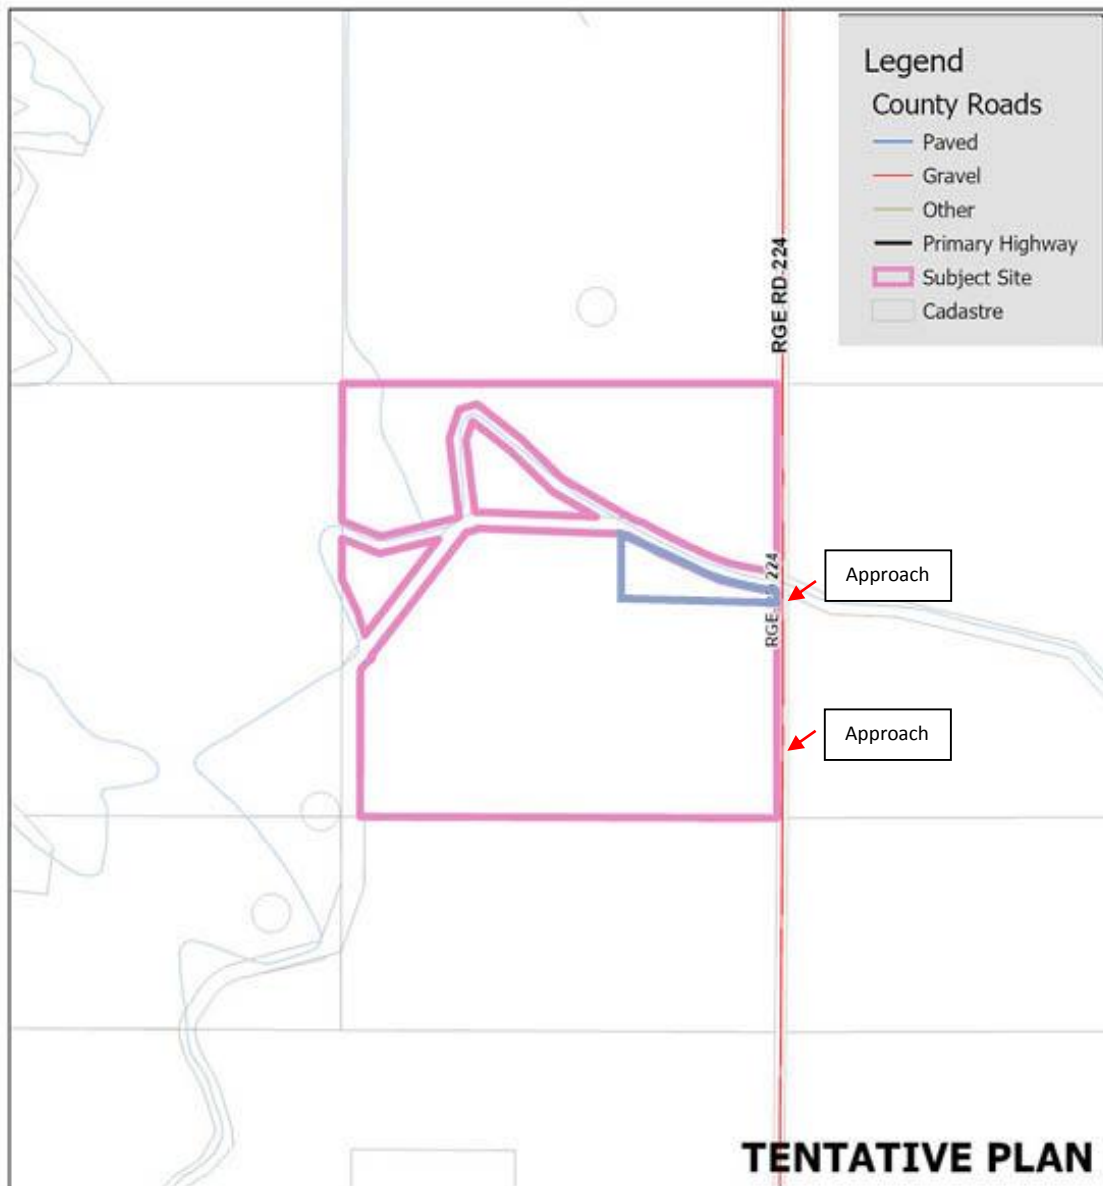 Legend
County Roads
Paved
Gravel
Other
Primary Highway
Subject Site
Cadastre
RGE RD 224
RGE 224
Approach
Approach
TENTATIVE PLAN